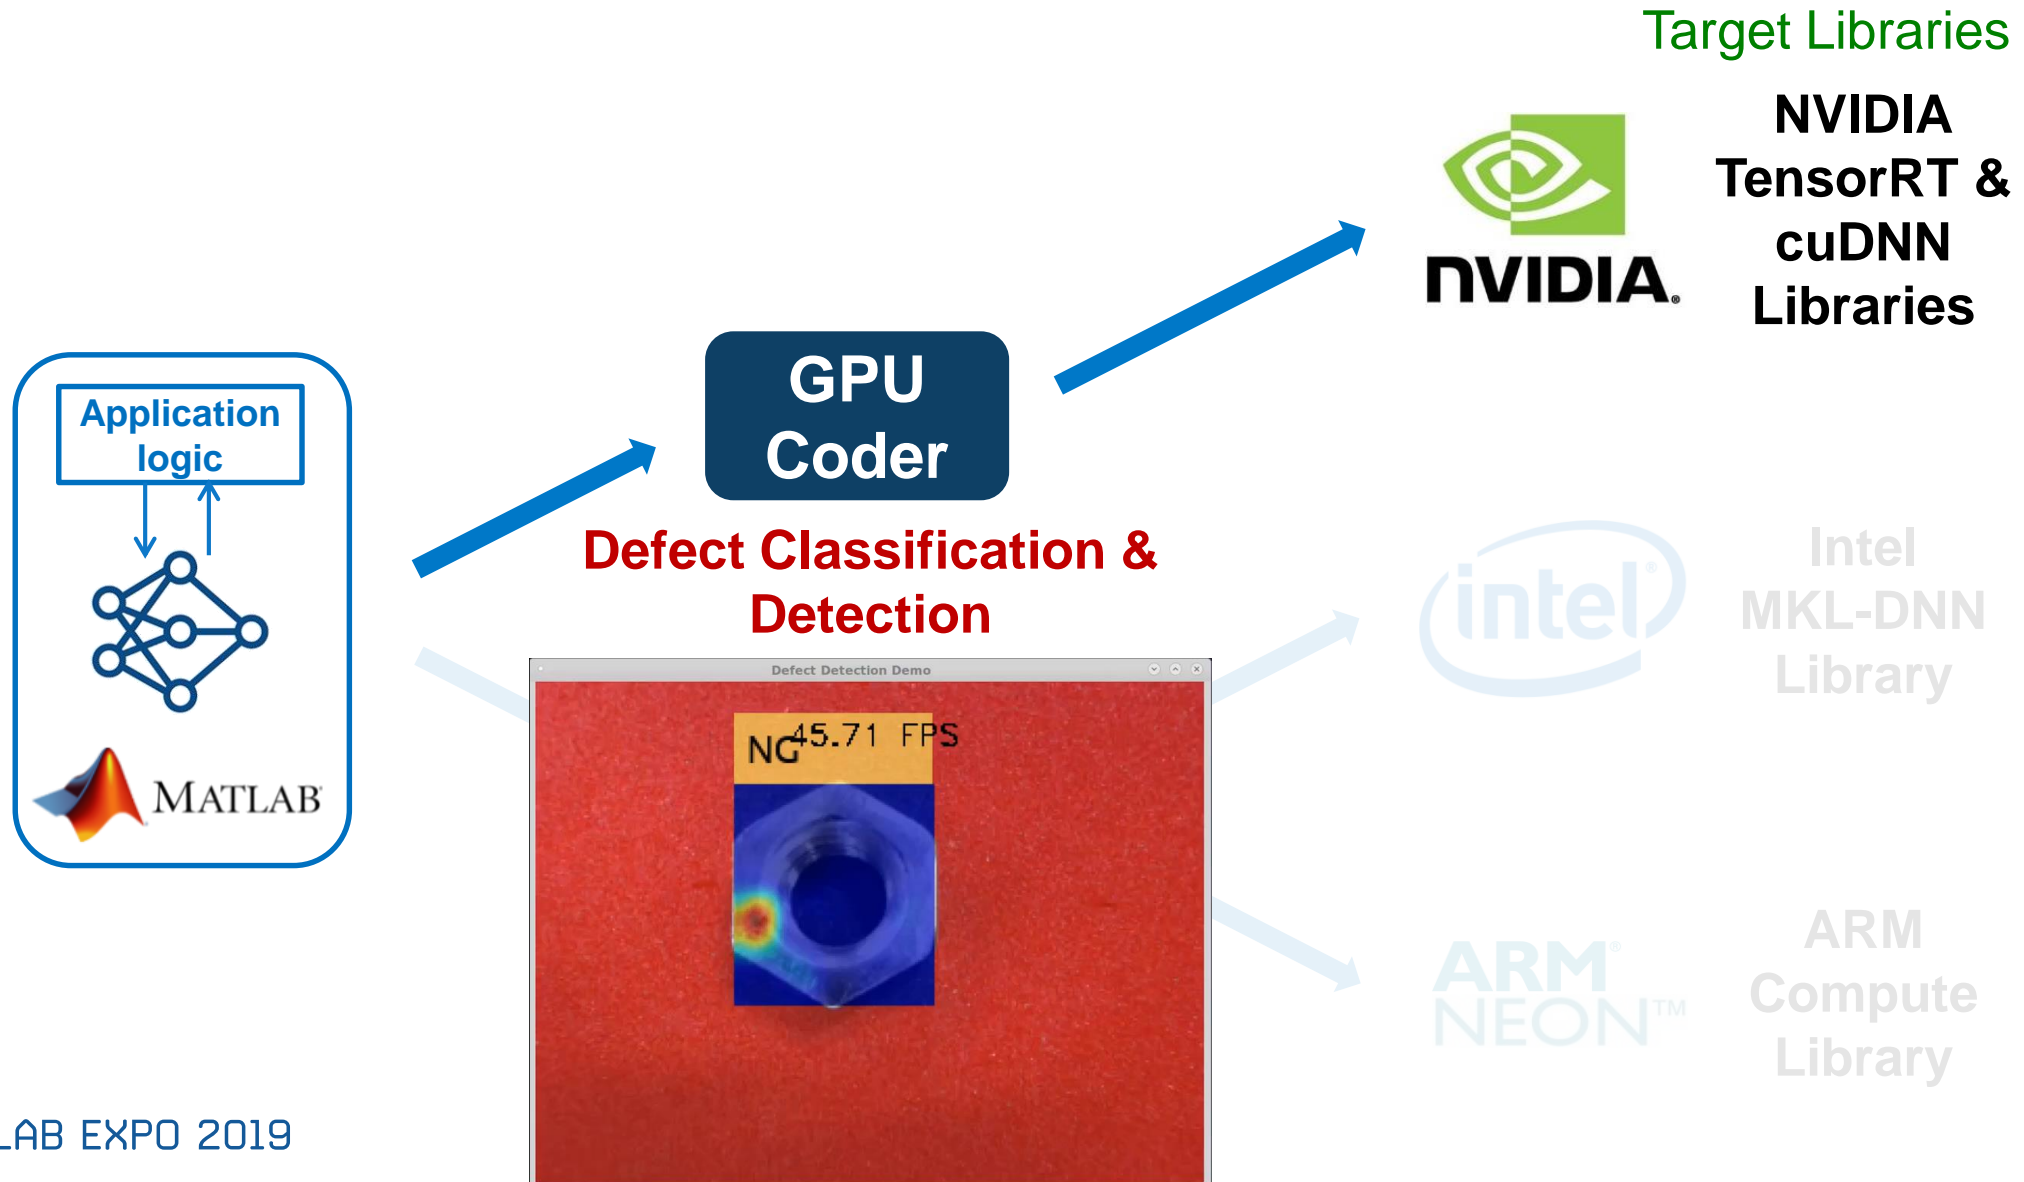 Target Libraries
NVIDIA
TensorRT &
cuDNN
Libraries
NVIDIA®
GPU
Coder
Application
logic
MATLAB®
Defect Classification &
Detection
Defect Detection Demo
45.71 FPS
NG
intel®
Intel
MKL-DNN
Library
ARM®
NEON™
ARM
Compute
Library
LAB EXPO 2019